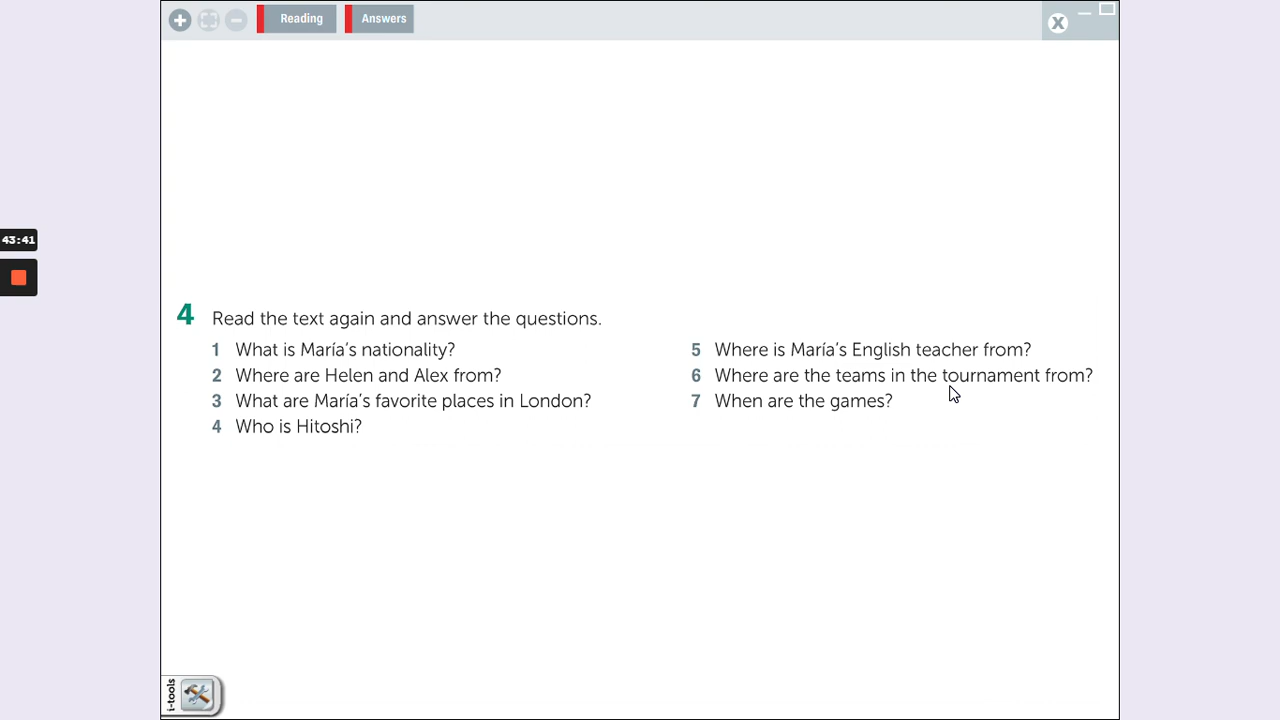 Reading
Answers
X
43:41
4 Read the text again and answer the questions.
1 What is María's nationality?
2 Where are Helen and Alex from?
3 What are María's favorite places in London?
4 Who is Hitoshi?
5 Where is María's English teacher from?
6 Where are the teams in the tournament from?
7 When are the games?
i-tools